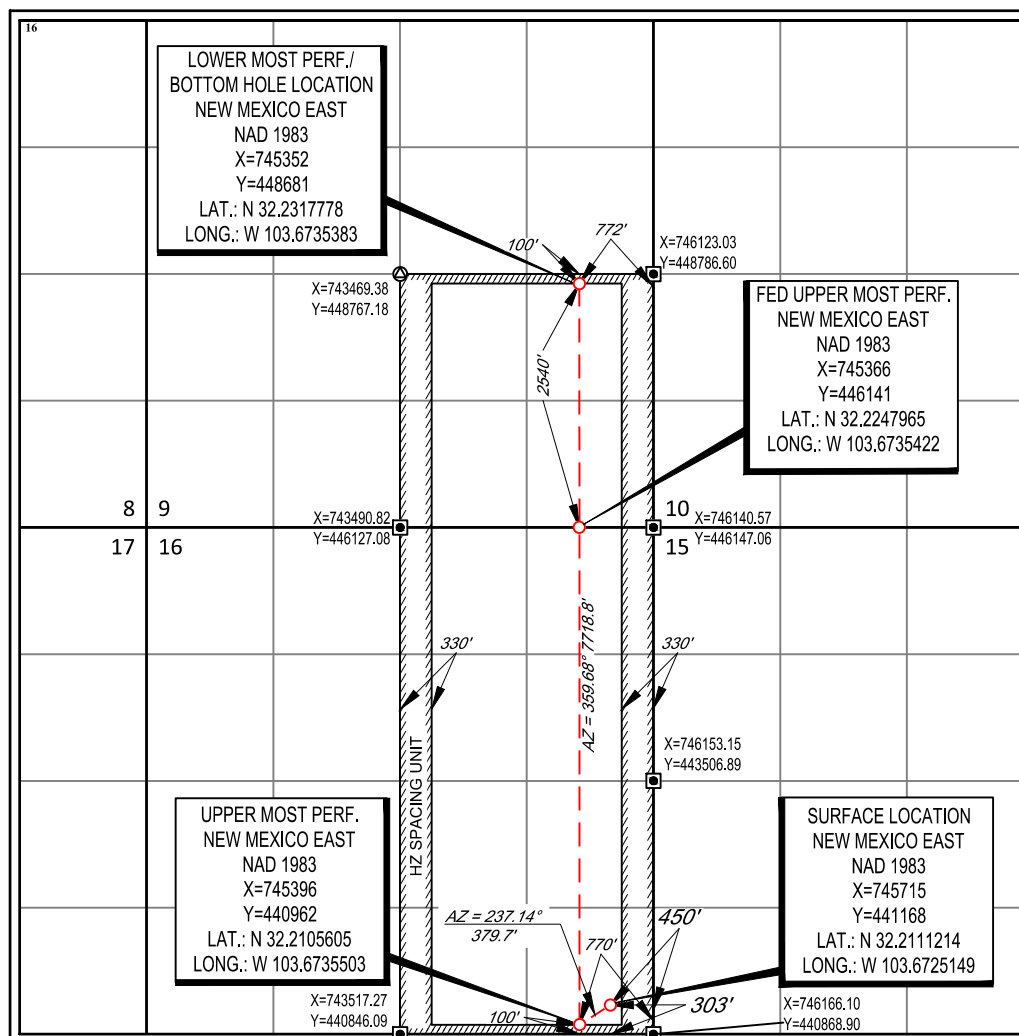 16
LOWER MOST PERF./
BOTTOM HOLE LOCATION
NEW MEXICO EAST
NAD 1983
X=745352
Y=448681
LAT.: N 32.2317778
LONG.: W 103.6735383
100'
772'
X=746123.03
Y=448786.60
X=743469.38
Y=448767.18
FED UPPER MOST PERF.
NEW MEXICO EAST
NAD 1983
X=745366
Y=446141
LAT.: N 32.2247965
LONG.: W 103.6735422
2540'
8
9
17
16
X=743490.82
Y=446127.08
10
15
X=746140.57
Y=446147.06
330'
AZ = 359.68° 7718.8'
330'
HZ SPACING UNIT
X=746153.15
Y=443506.89
UPPER MOST PERF.
NEW MEXICO EAST
NAD 1983
X=745396
Y=440962
LAT.: N 32.2105605
LONG.: W 103.6735503
SURFACE LOCATION
NEW MEXICO EAST
NAD 1983
X=745715
Y=441168
LAT.: N 32.2111214
LONG.: W 103.6725149
AZ = 237.14°
379.7'
770'
450'
303'
100'
X=743517.27
Y=440846.09
X=746166.10
Y=440868.90